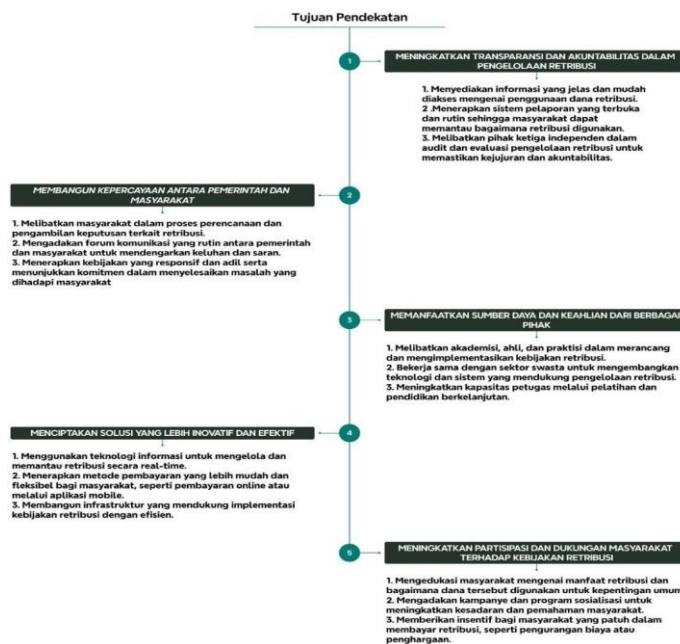 Tujuan Pendekatan
1
MENINGKATKAN TRANSPARANSI DAN AKUNTABILITAS DALAM
PENGELOLAAN RETRIBUSI
1. Menyediakan informasi yang jelas dan mudah
diakses mengenai penggunaan dana retribusi.
2 .Menerapkan sistem pelaporan yang terbuka
dan rutin sehingga masyarakat dapat
memantau bagaimana retribusi digunakan.
3. Melibatkan pihak ketiga independen dalam
audit dan evaluasi pengelolaan retribusi untuk
memastikan kejujuran dan akuntabilitas.
MEMBANGUN KEPERCAYAAN ANTARA PEMERINTAH DAN
MASYARAKAT
2
1. Melibatkan masyarakat dalam proses perencanaan dan
pengambilan keputusan terkait retribusi.
2. Mengadakan forum komunikasi yang rutin antara pemerintah
dan masyarakat untuk mendengarkan keluhan dan saran.
3. Menerapkan kebijakan yang responsif dan adil serta
menunjukkan komitmen dalam menyelesaikan masalah yang
dihadapi masyarakat
3
MEMANFAATKAN SUMBER DAYA DAN KEAHLIAN DARI BERBAGAI
PIHAK
1. Melibatkan akademisi, ahli, dan praktisi dalam merancang
dan mengimplementasikan kebijakan retribusi.
2. Bekerja sama dengan sektor swasta untuk mengembangkan
teknologi dan sistem yang mendukung pengelolaan retribusi.
3. Meningkatkan kapasitas petugas melalui pelatihan dan
pendidikan berkelanjutan.
MENCIPTAKAN SOLUSI YANG LEBIH INOVATIF DAN EFEKTIF
4
1. Menggunakan teknologi informasi untuk mengelola dan
memantau retribusi secara real-time.
2. Menerapkan metode pembayaran yang lebih mudah dan
fleksibel bagi masyarakat, seperti pembayaran online atau
melalui aplikasi mobile.
3. Membangun infrastruktur yang mendukung implementasi
kebijakan retribusi dengan efisien.
5
MENINGKATKAN PARTISIPASI DAN DUKUNGAN MASYARAKAT
TERHADAP KEBIJAKAN RETRIBUSI
1. Mengedukasi masyarakat mengenai manfaat retribusi dan
bagaimana dana tersebut digunakan untuk kepentingan umum
2. Mengadakan kampanye dan program sosialisasi untuk
meningkatkan kesadaran dan pemahaman masyarakat.
3. Memberikan insentif bagi masyarakat yang patuh dalam
membayar retribusi, seperti pengurangan biaya atau
penghargaan.